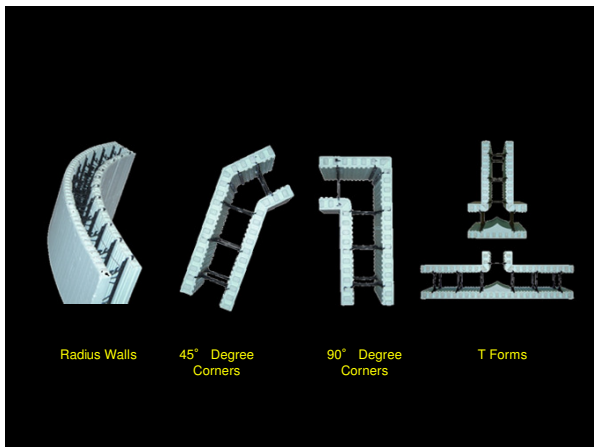 Radius Walls
45° Degree
Corners
90° Degree
Corners
T Forms